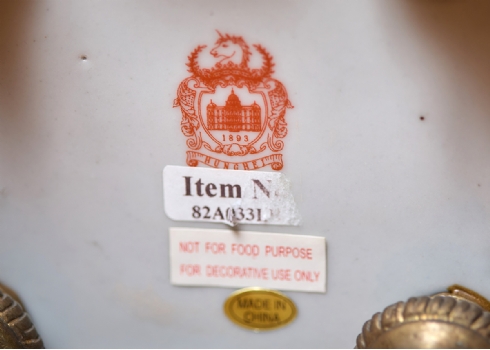 1893
Item N
82A033L
NOT FOR FOOD PURPOSE
FOR DECORATIVE USE ONLY
MADE IN
CHINA